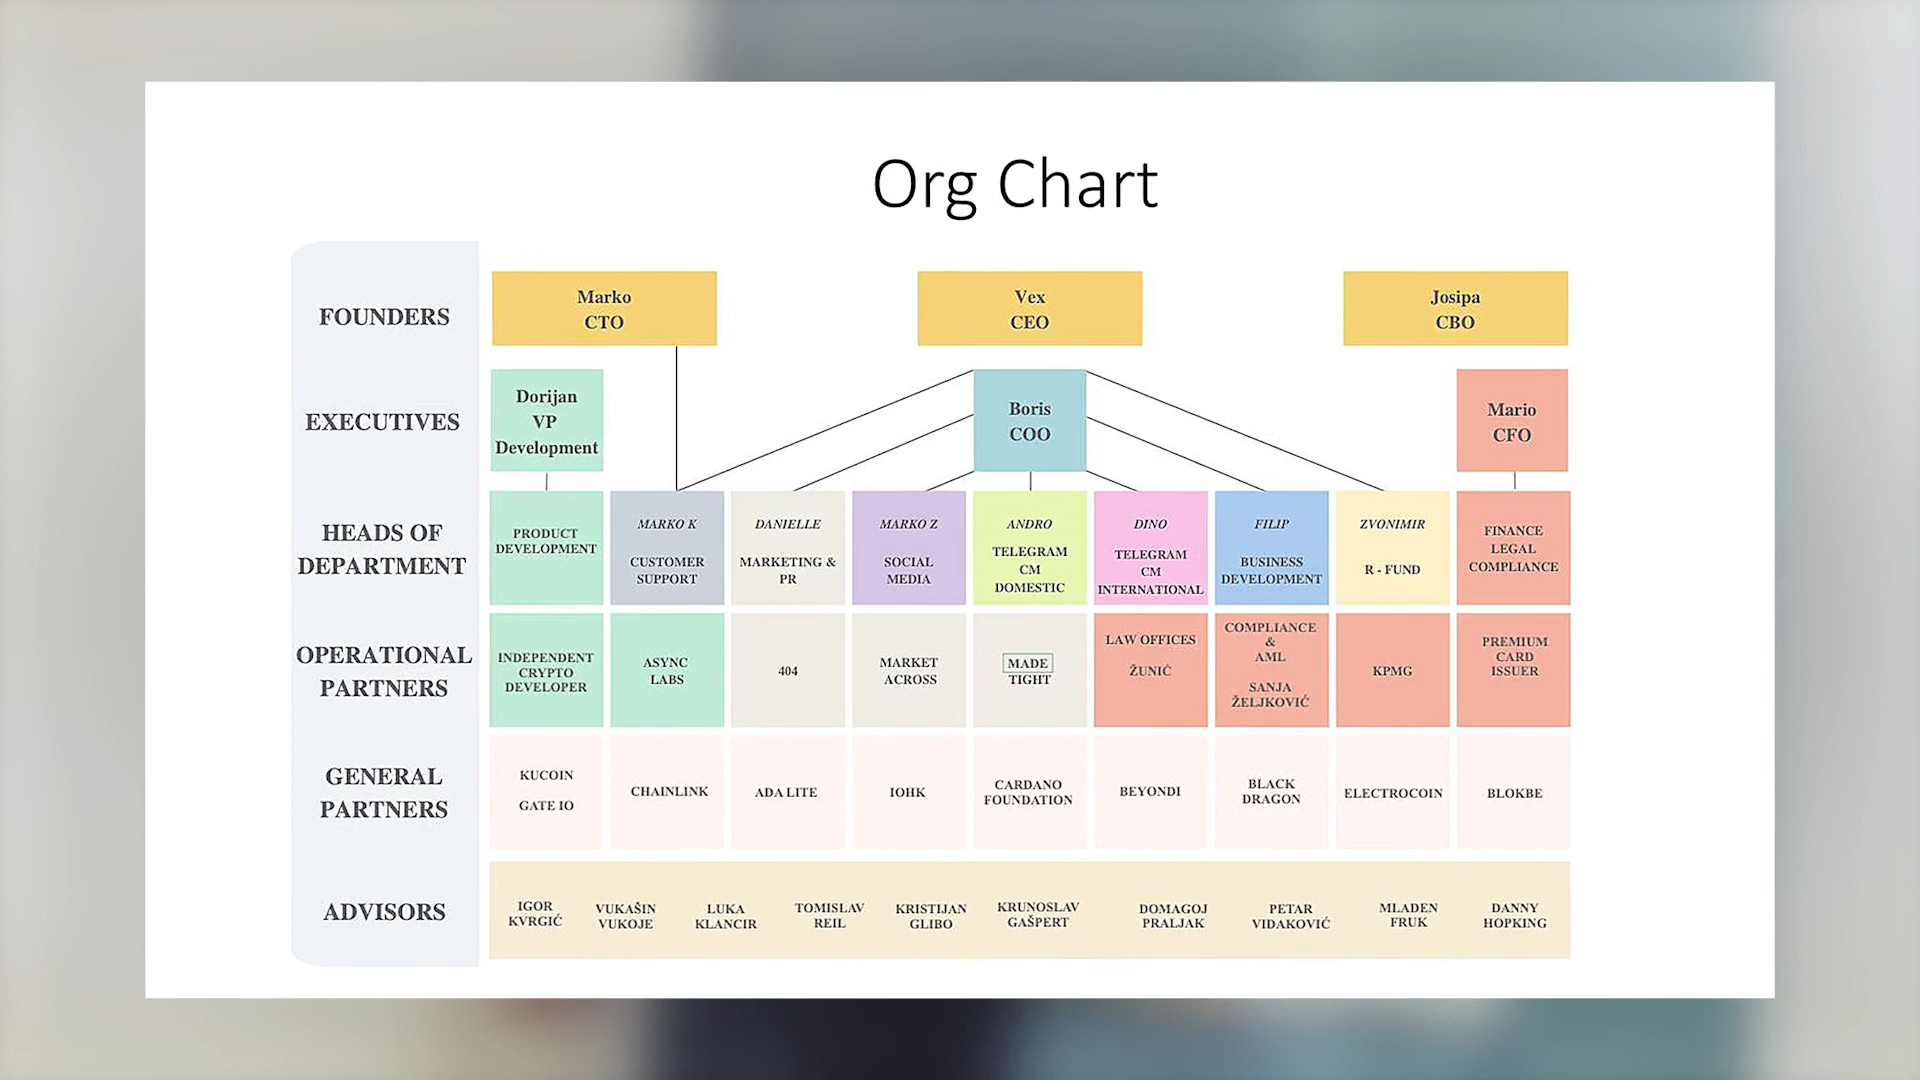 Org Chart
FOUNDERS
Marko
CTO
Vex
CEO
Josipa
CBO
EXECUTIVES
Dorijan
VP
Development
Boris
COO
Mario
CFO
HEADS OF
DEPARTMENT
PRODUCT
DEVELOPMENT
MARKO K
CUSTOMER
SUPPORT
DANIELLE
MARKETING &
PR
MARKO Z
SOCIAL
MEDIA
ANDRO
TELEGRAM
CM
DOMESTIC
DINO
TELEGRAM
CM
INTERNATIONAL
FILIP
BUSINESS
DEVELOPMENT
ZVONIMIR
R - FUND
FINANCE
LEGAL
COMPLIANCE
OPERATIONAL
PARTNERS
INDEPENDENT
CRYPTO
DEVELOPER
ASYNC
LABS
404
MARKET
ACROSS
MADE
TIGHT
LAW OFFICES
ŽUNIĆ
COMPLIANCE
&
AML
SANJA
ŽELJKOVIĆ
KPMG
PREMIUM
CARD
ISSUER
GENERAL
PARTNERS
KUCOIN
GATE IO
CHAINLINK
ADA LITE
IOHK
CARDANO
FOUNDATION
BEYONDI
BLACK
DRAGON
ELECTROCOIN
BLOKBE
ADVISORS
IGOR
KVRGIĆ
VUKAŠIN
VUKOJE
LUKA
KLANCIR
TOMISLAV
REIL
KRISTIJAN
GLIBO
KRUNOSLAV
GAŠPERT
DOMAGOJ
PRALJAK
PETAR
VIDAKOVIĆ
MLADEN
FRUK
DANNY
HOPKING